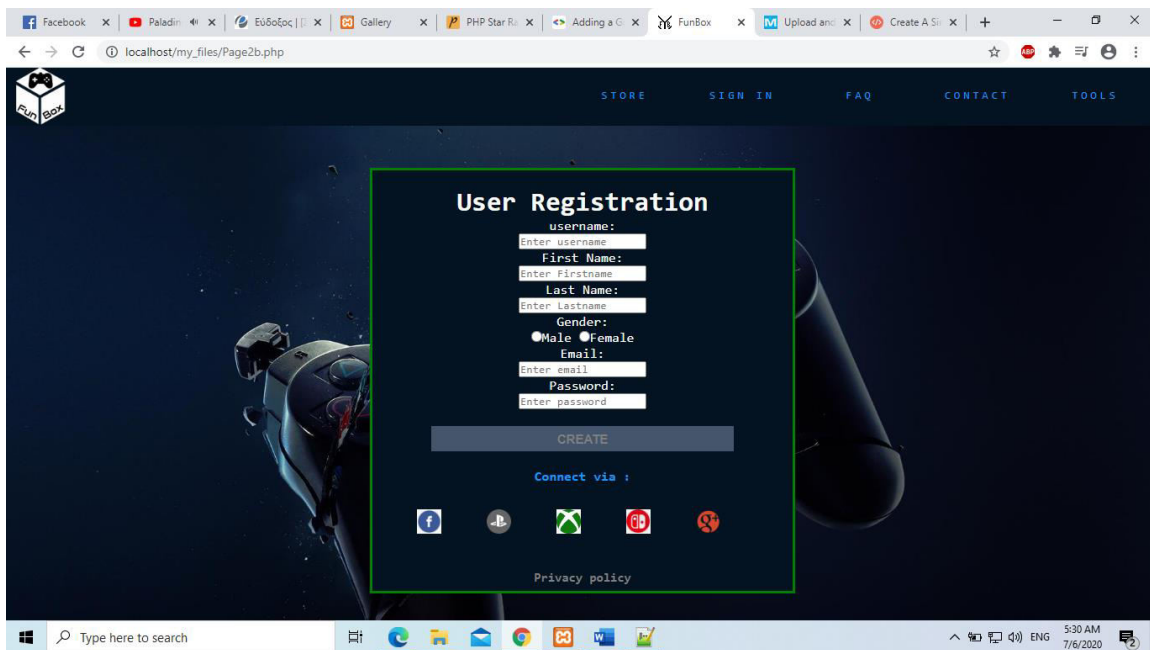 Facebook
Paladin
Εύδοξος | Π
Gallery
PHP Star Ra
Adding a G
FunBox
Upload and
Create A Sin
localhost/my_files/Page2b.php
ABP
Fun Box
STORE SIGN IN FAQ CONTACT TOOLS
User Registration
username:
Enter username
First Name:
Enter Firstname
Last Name:
Enter Lastname
Gender:
Male Female
Email:
Enter email
Password:
Enter password
CREATE
Connect via :
Privacy policy
Type here to search
ENG
5:30 AM
7/6/2020
2